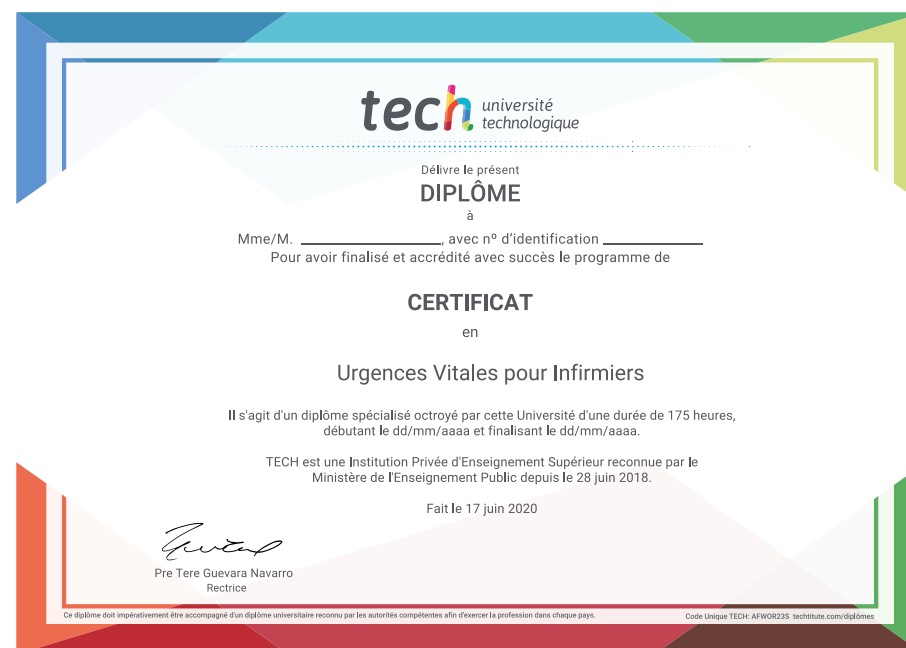 tech université
technologique
Délivre le présent
DIPLÔME
à
Mme/M. ____________________, avec nº d'identification ______________
Pour avoir finalisé et accrédité avec succès le programme de
CERTIFICAT
en
Urgences Vitales pour Infirmiers
Il s'agit d'un diplôme spécialisé octroyé par cette Université d'une durée de 175 heures,
débutant le dd/mm/aaaa et finalisant le dd/mm/aaaa.
TECH est une Institution Privée d'Enseignement Supérieur reconnue par le
Ministère de l'Enseignement Public depuis le 28 juin 2018.
Fait le 17 juin 2020
Pre Tere Guevara Navarro
Rectrice
Ce diplôme doit impérativement être accompagné d'un diplôme universitaire reconnu par les autorités compétentes afin d'exercer la profession dans chaque pays.
Code Unique TECH: AFWOR23S techtitute.com/diplômes